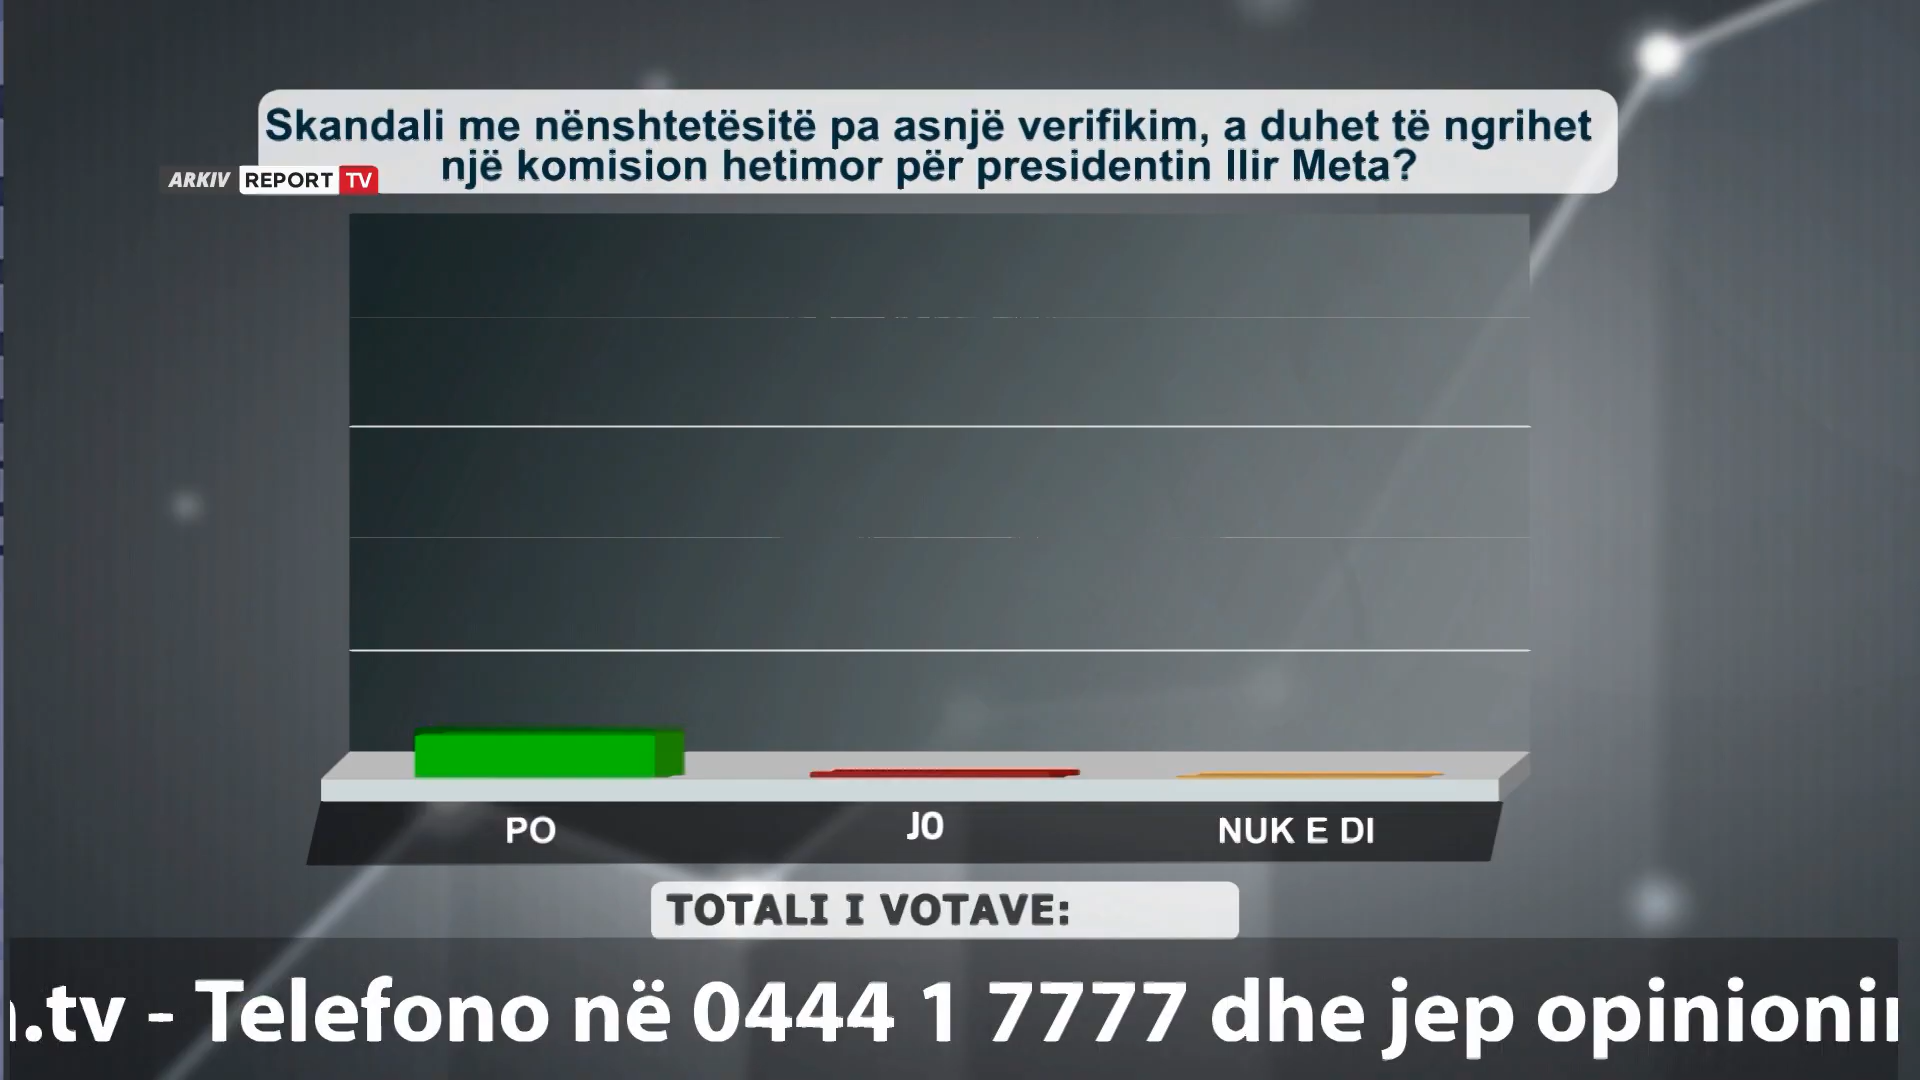 Skandali me nënshtetësitë pa asnjë verifikim, a duhet të ngrihet
një komision hetimor për presidentin Ilir Meta?
ARKIV REPORT TV
PO
JO
NUK E DI
TOTALI I VOTAVE:
.tv - Telefono në 0444 1 7777 dhe jep